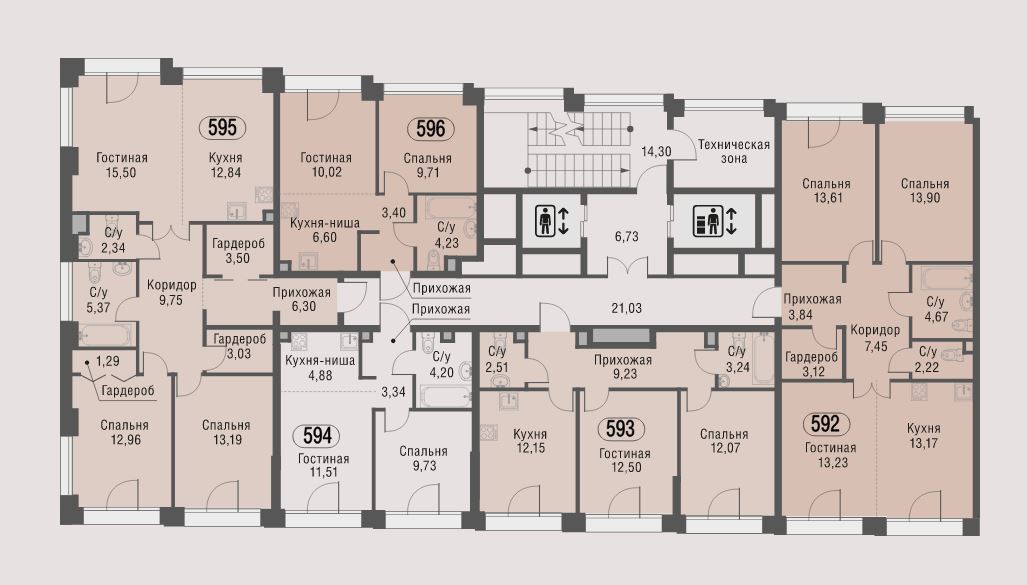 595
Гостиная
15,50
Кухня
12,84
С/у
2,34
Гардероб
3,50
С/у
5,37
Коридор
9,75
Прихожая
6,30
Гардероб
3,03
1,29
Гардероб
Спальня
12,96
Спальня
13,19
596
Гостиная
10,02
Спальня
9,71
Кухня-ниша
6,60
3,40
С/у
4,23
Прихожая
Прихожая
Кухня-ниша
4,88
3,34
С/у
4,20
594
Гостиная
11,51
Спальня
9,73
14,30
Техническая
зона
6,73
21,03
С/у
2,51
Прихожая
9,23
С/у
3,24
Кухня
12,15
593
Гостиная
12,50
Спальня
12,07
Спальня
13,61
Спальня
13,90
Прихожая
3,84
Коридор
7,45
С/у
4,67
С/у
2,22
Гардероб
3,12
592
Гостиная
13,23
Кухня
13,17